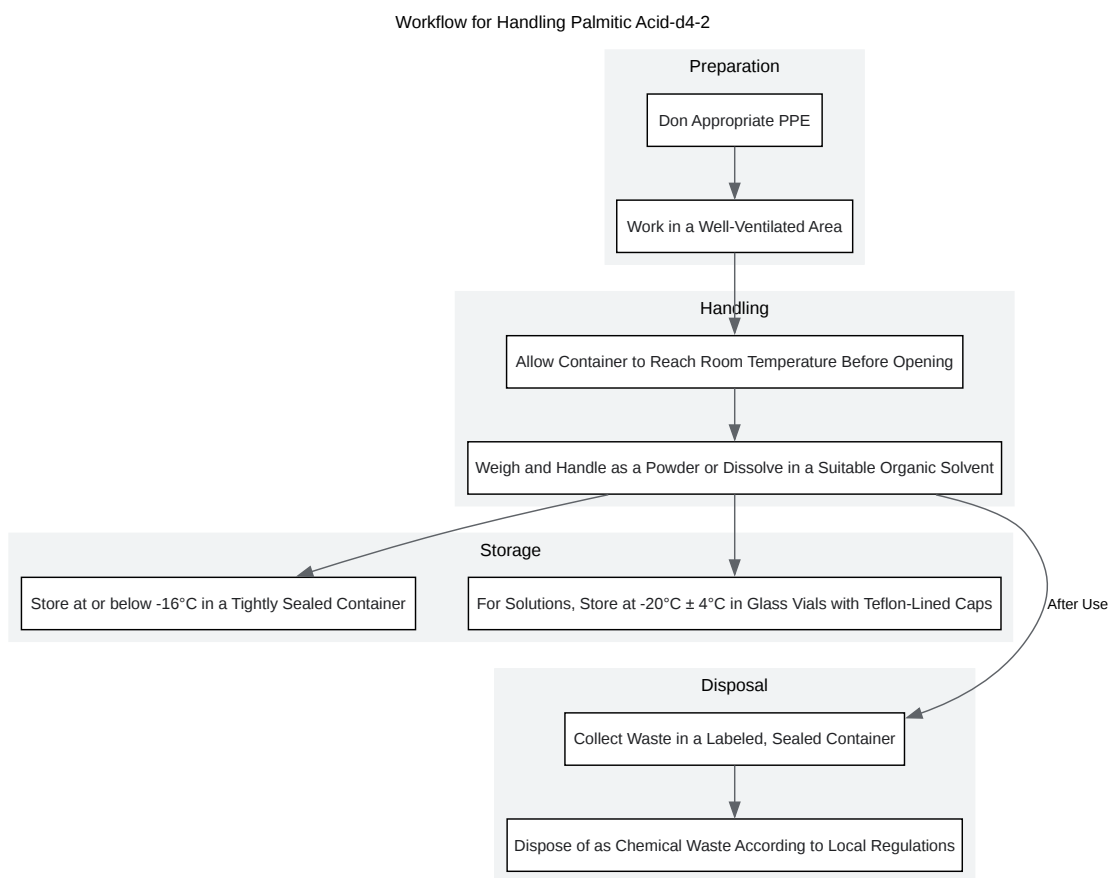 Workflow for Handling Palmitic Acid-d4-2
Preparation
Don Appropriate PPE
Work in a Well-Ventilated Area
Handling
Allow Container to Reach Room Temperature Before Opening
Weigh and Handle as a Powder or Dissolve in a Suitable Organic Solvent
Storage
Store at or below -16°C in a Tightly Sealed Container
For Solutions, Store at -20°C ± 4°C in Glass Vials with Teflon-Lined Caps
After Use
Disposal
Collect Waste in a Labeled, Sealed Container
Dispose of as Chemical Waste According to Local Regulations